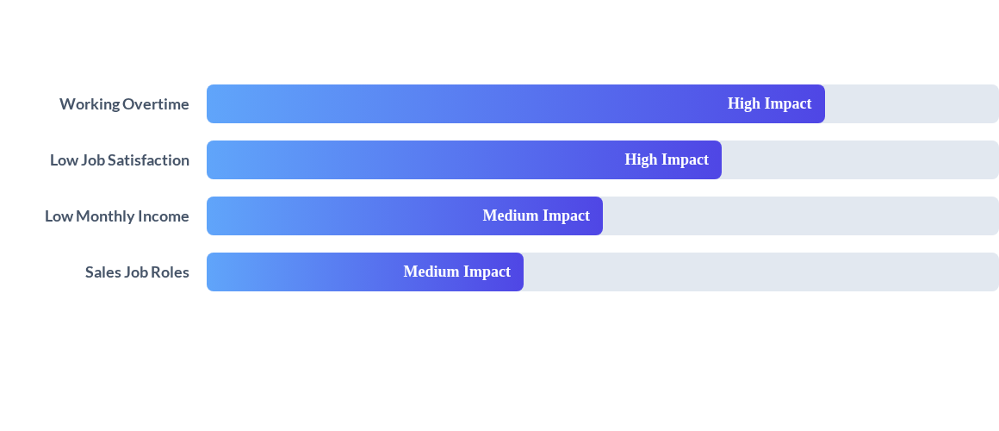 Working Overtime High Impact
Low Job Satisfaction High Impact
Low Monthly Income Medium Impact
Sales Job Roles Medium Impact